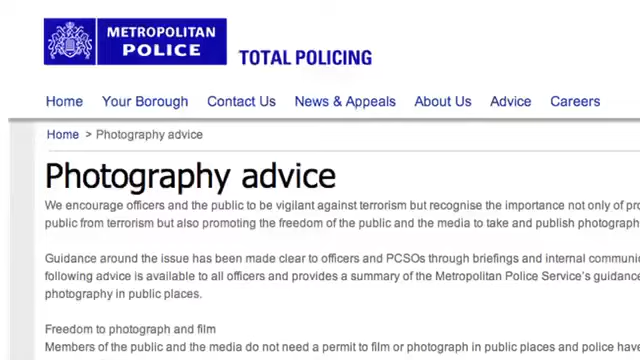 METROPOLITAN
POLICE
TOTAL POLICING
Home Your Borough Contact Us News & Appeals About Us Advice Careers
Home > Photography advice
Photography advice
We encourage officers and the public to be vigilant against terrorism but recognise the importance not only of
public from terrorism but also promoting the freedom of the public and the media to take and publish
Guidance around the issue has been made clear to officers and PCSOs through briefings and internal
following advice is available to all officers and provides a summary of the Metropolitan Police Service's
photography in public places.
Freedom to photograph and film
Members of the public and the media do not need a permit to film or photograph in public places and police have